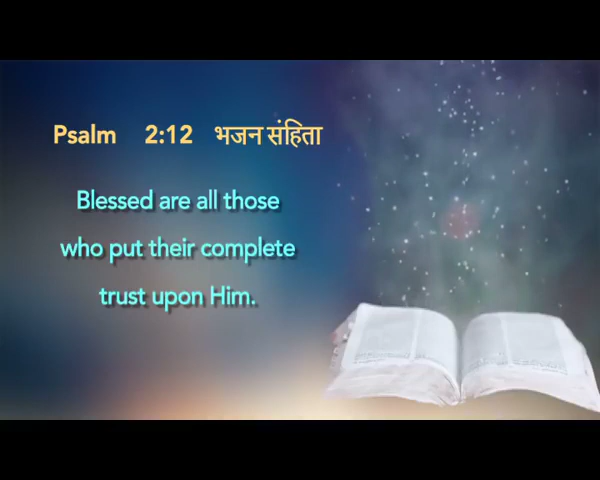 Psalm 2:12 भजन संहिता
Blessed are all those
who put their complete
trust upon Him.